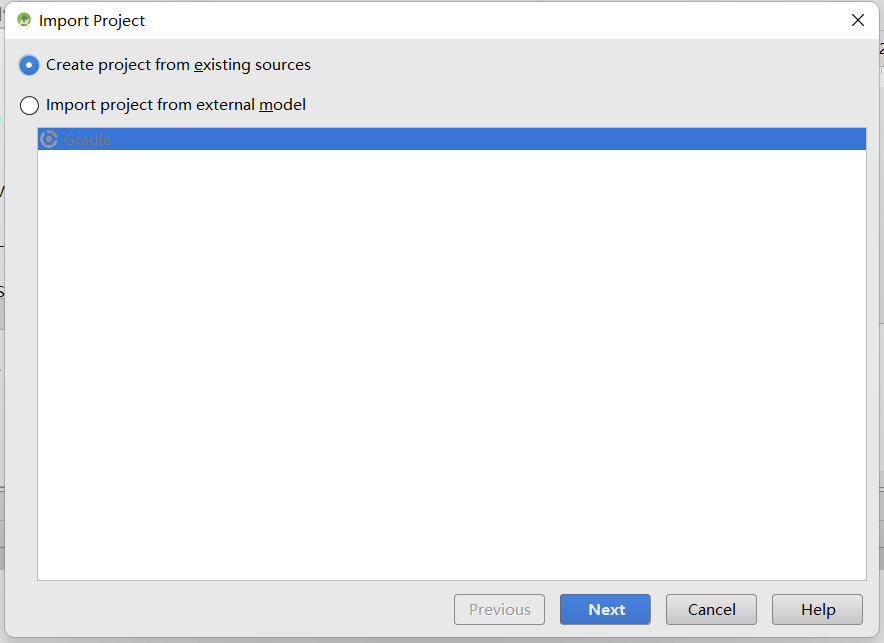 Import Project
Create project from existing sources
Import project from external model
Gradle
Previous
Next
Cancel
Help